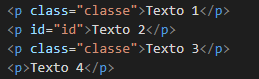 <p class="classe">Texto 1</p>
<p id="id">Texto 2</p>
<p class="classe">Texto 3</p>
<p>Texto 4</p>